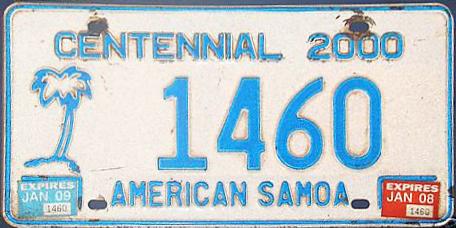 CENTENNIAL 2000
1460
AMERICAN SAMOA
EXPIRES
JAN 09
1460
EXPIRES
JAN 08
1460